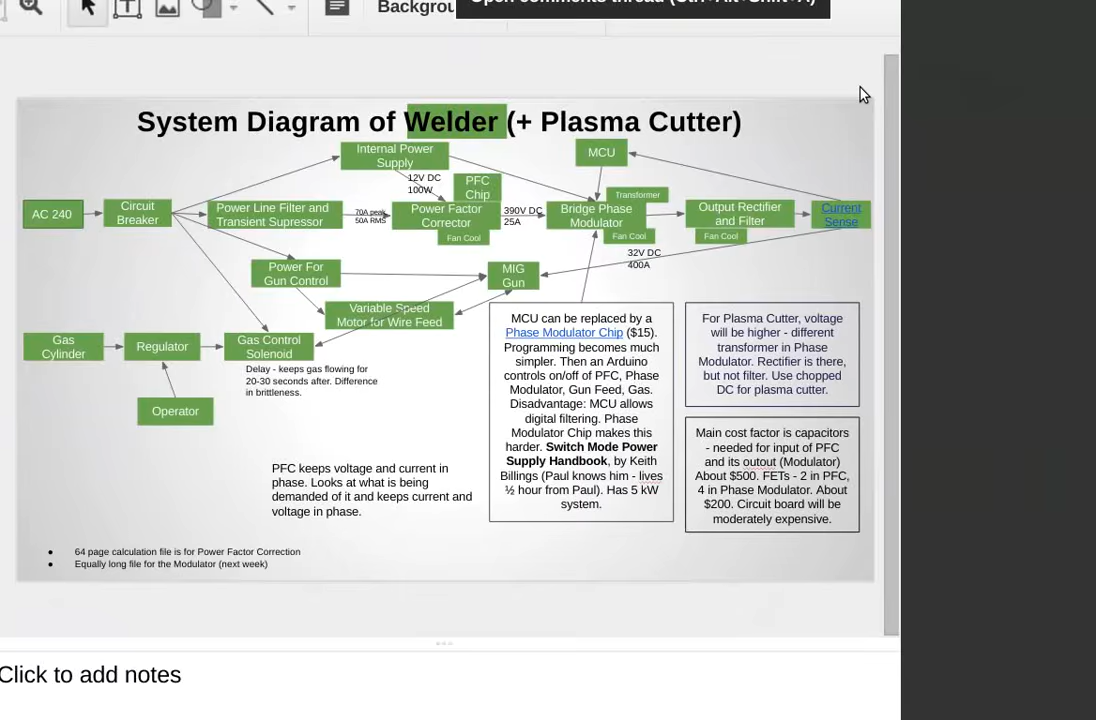 Open comments thread (Ctrl+Alt+Shift+A)
System Diagram of Welder (+ Plasma Cutter)
Internal Power
Supply
MCU
12V DC
100W
PFC
Chip
Transformer
AC 240
Circuit
Breaker
Power Line Filter and
Transient Supressor
70A peak
50A RMS
Power Factor
Corrector
390V DC
25A
Bridge Phase
Modulator
Output Rectifier
and Filter
Current
Sense
Fan Cool
Fan Cool
Fan Cool
32V DC
400A
Power For
Gun Control
MIG
Gun
Variable Speed
Motor for Wire Feed
Gas
Cylinder
Regulator
Gas Control
Solenoid
Delay - keeps gas flowing for
20-30 seconds after. Difference
in brittleness.
Operator
MCU can be replaced by a
Phase Modulator Chip ($15).
Programming becomes much
simpler. Then an Arduino
controls on/off of PFC, Phase
Modulator, Gun Feed, Gas.
Disadvantage: MCU allows
digital filtering. Phase
Modulator Chip makes this
harder. Switch Mode Power
Supply Handbook, by Keith
Billings (Paul knows him - lives
½ hour from Paul). Has 5 kW
system.
For Plasma Cutter, voltage
will be higher - different
transformer in Phase
Modulator. Rectifier is there,
but not filter. Use chopped
DC for plasma cutter.
Main cost factor is capacitors
- needed for input of PFC
and its outout (Modulator)
About $500. FETs - 2 in PFC,
4 in Phase Modulator. About
$200. Circuit board will be
moderately expensive.
PFC keeps voltage and current in
phase. Looks at what is being
demanded of it and keeps current and
voltage in phase.
● 64 page calculation file is for Power Factor Correction
● Equally long file for the Modulator (next week)
Click to add notes